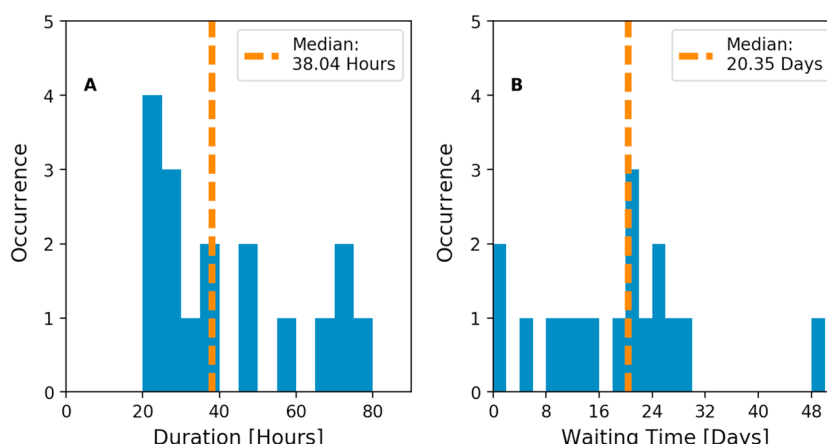 5
4
3
2
1
0
Occurrence
A
Median:
38.04 Hours
0 20 40 60 80
Duration [Hours]
5
4
3
2
1
0
Occurrence
B
Median:
20.35 Days
0 8 16 24 32 40 48
Waiting Time [Days]